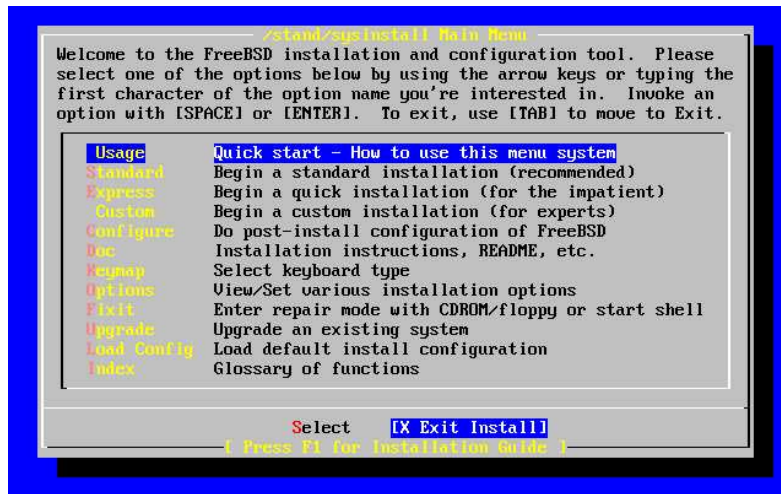 /stand/sysinstall Main Menu
Welcome to the FreeBSD installation and configuration tool.  Please
select one of the options below by using the arrow keys or typing the
first character of the option name you're interested in.  Invoke an
option with [SPACE] or [ENTER].  To exit, use [TAB] to move to Exit.
Usage Quick start - How to use this menu system
Standard Begin a standard installation (recommended)
Express Begin a quick installation (for the impatient)
Custom Begin a custom installation (for experts)
Configure Do post-install configuration of FreeBSD
Doc Installation instructions, README, etc.
Keymap Select keyboard type
Options View/Set various installation options
Fixit Enter repair mode with CDROM/floppy or start shell
Upgrade Upgrade an existing system
Load Config Load default install configuration
Index Glossary of functions
Select [X Exit Install]
[ Press F1 for Installation Guide ]